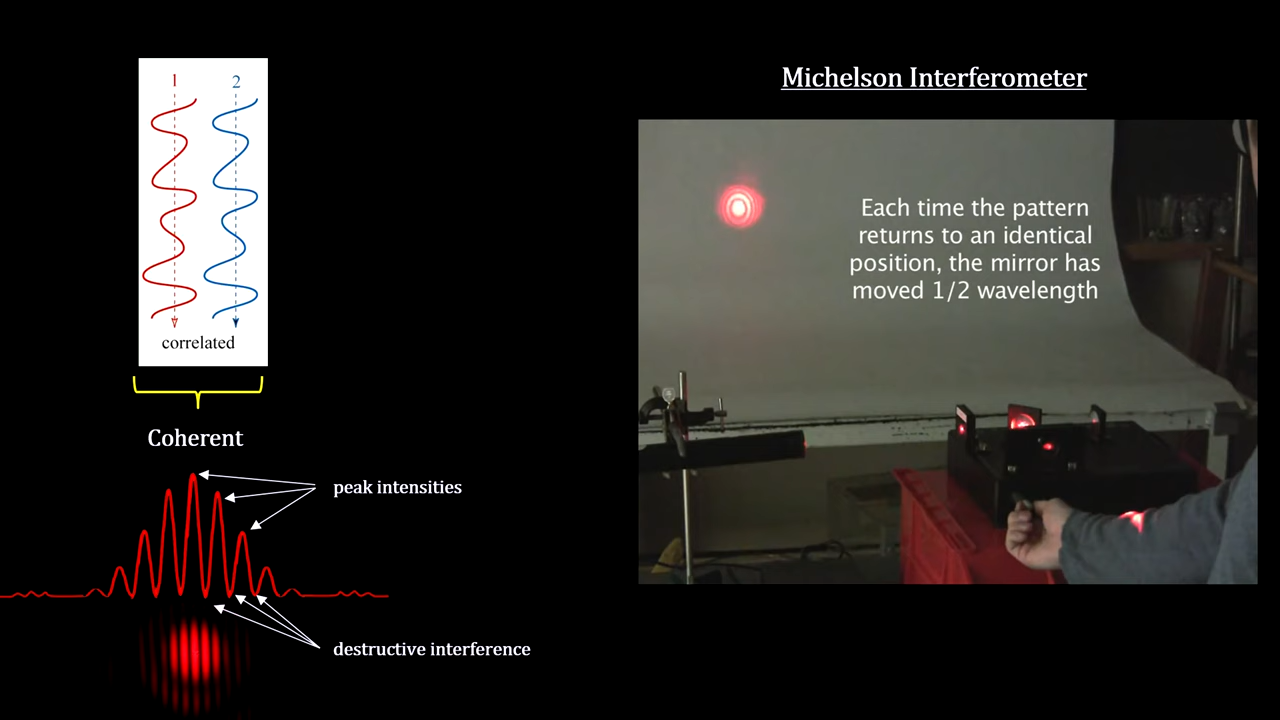 1 2
correlated
Coherent
peak intensities
destructive interference
Michelson Interferometer
Each time the pattern
returns to an identical
position, the mirror has
moved 1/2 wavelength